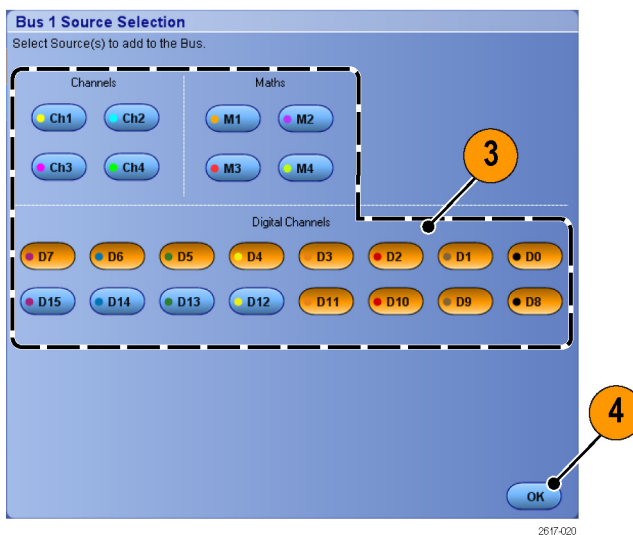 Bus 1 Source Selection
Select Source(s) to add to the Bus.
Channels Maths
Ch1 Ch2 M1 M2
3
Ch3 Ch4 M3 M4
Digital Channels
D7 D6 D5 D4 D3 D2 D1 D0
D15 D14 D13 D12 D11 D10 D9 D8
4
OK
2617-020